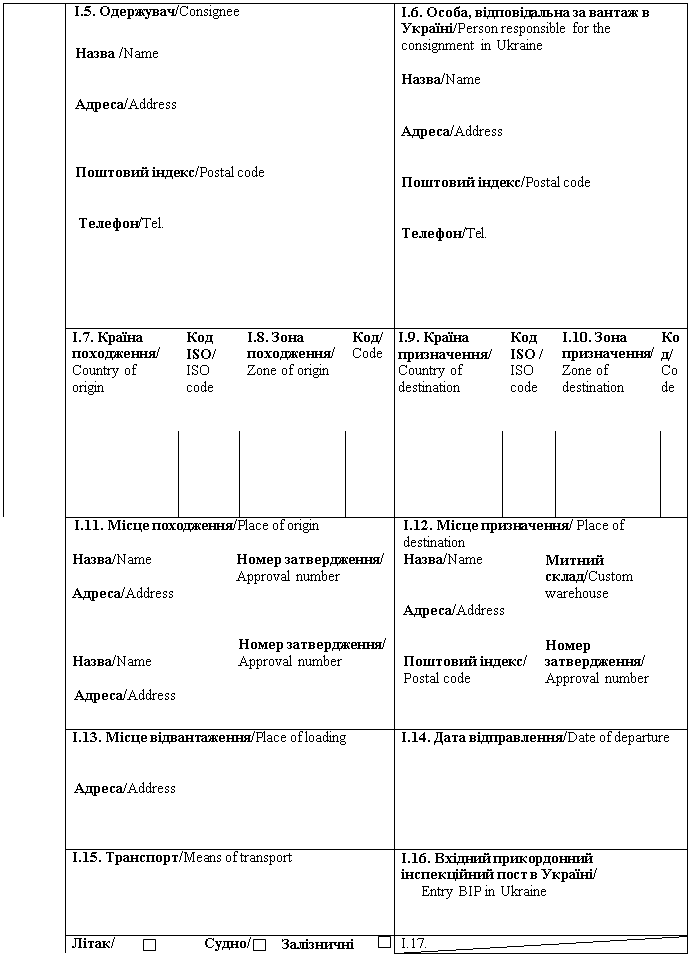 I.5. Одержувач/Consignee
Назва /Name
Адреса/Address
Поштовий індекс/Postal code
Телефон/Tel.
I.6. Особа, відповідальна за вантаж в
Україні/Person responsible for the
consignment in Ukraine
Назва/Name
Адреса/Address
Поштовий індекс/Postal code
Телефон/Tel.
I.7. Країна
походження/
Country of
origin
Код
ISO/
ISO
code
I.8. Зона
походження/
Zone of origin
Код/
Code
I.9. Країна
призначення/
Country of
destination
Код
ISO /
ISO
code
I.10. Зона
призначення/
Zone of
destination
Ко
д/
Co
de
I.11. Місце походження/Place of origin
Назва/Name
Номер затвердження/
Approval number
Адреса/Address
Номер затвердження/
Назва/Name
Approval number
Адреса/Address
I.12. Місце призначення/ Place of
destination
Назва/Name
Митний
склад/Custom
warehouse
Адреса/Address
Поштовий індекс/
Postal code
Номер
затвердження/
Approval number
I.13. Місце відвантаження/Place of loading
Адреса/Address
I.14. Дата відправлення/Date of departure
I.15. Транспорт/Means of transport
I.16. Вхідний прикордонний
інспекційний пост в Україні/
Entry BIP in Ukraine
Літак/ Судно/ Залізничні
I.17.